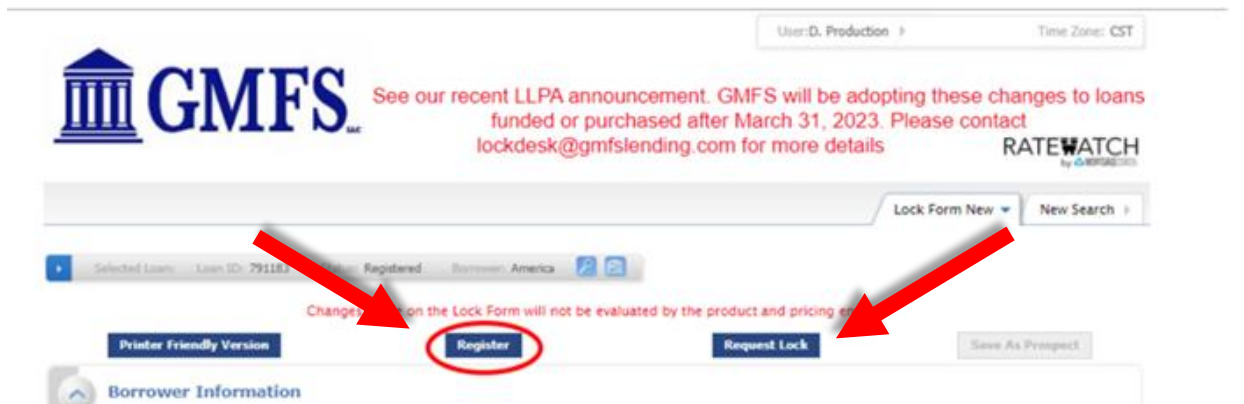 User:D. Production
Time Zone: CST
GMFS LLC
See our recent LLPA announcement. GMFS will be adopting these changes to loans
funded or purchased after March 31, 2023. Please contact
lockdesk@gmfslending.com for more details
RATEWATCH
by
Lock Form New
New Search
Selected Loan: Loan ID: 791183 Registered Borrower: America
Changes on the Lock Form will not be evaluated by the product and pricing
Printer Friendly Version
Register
Request Lock
Save As Prospect
Borrower Information